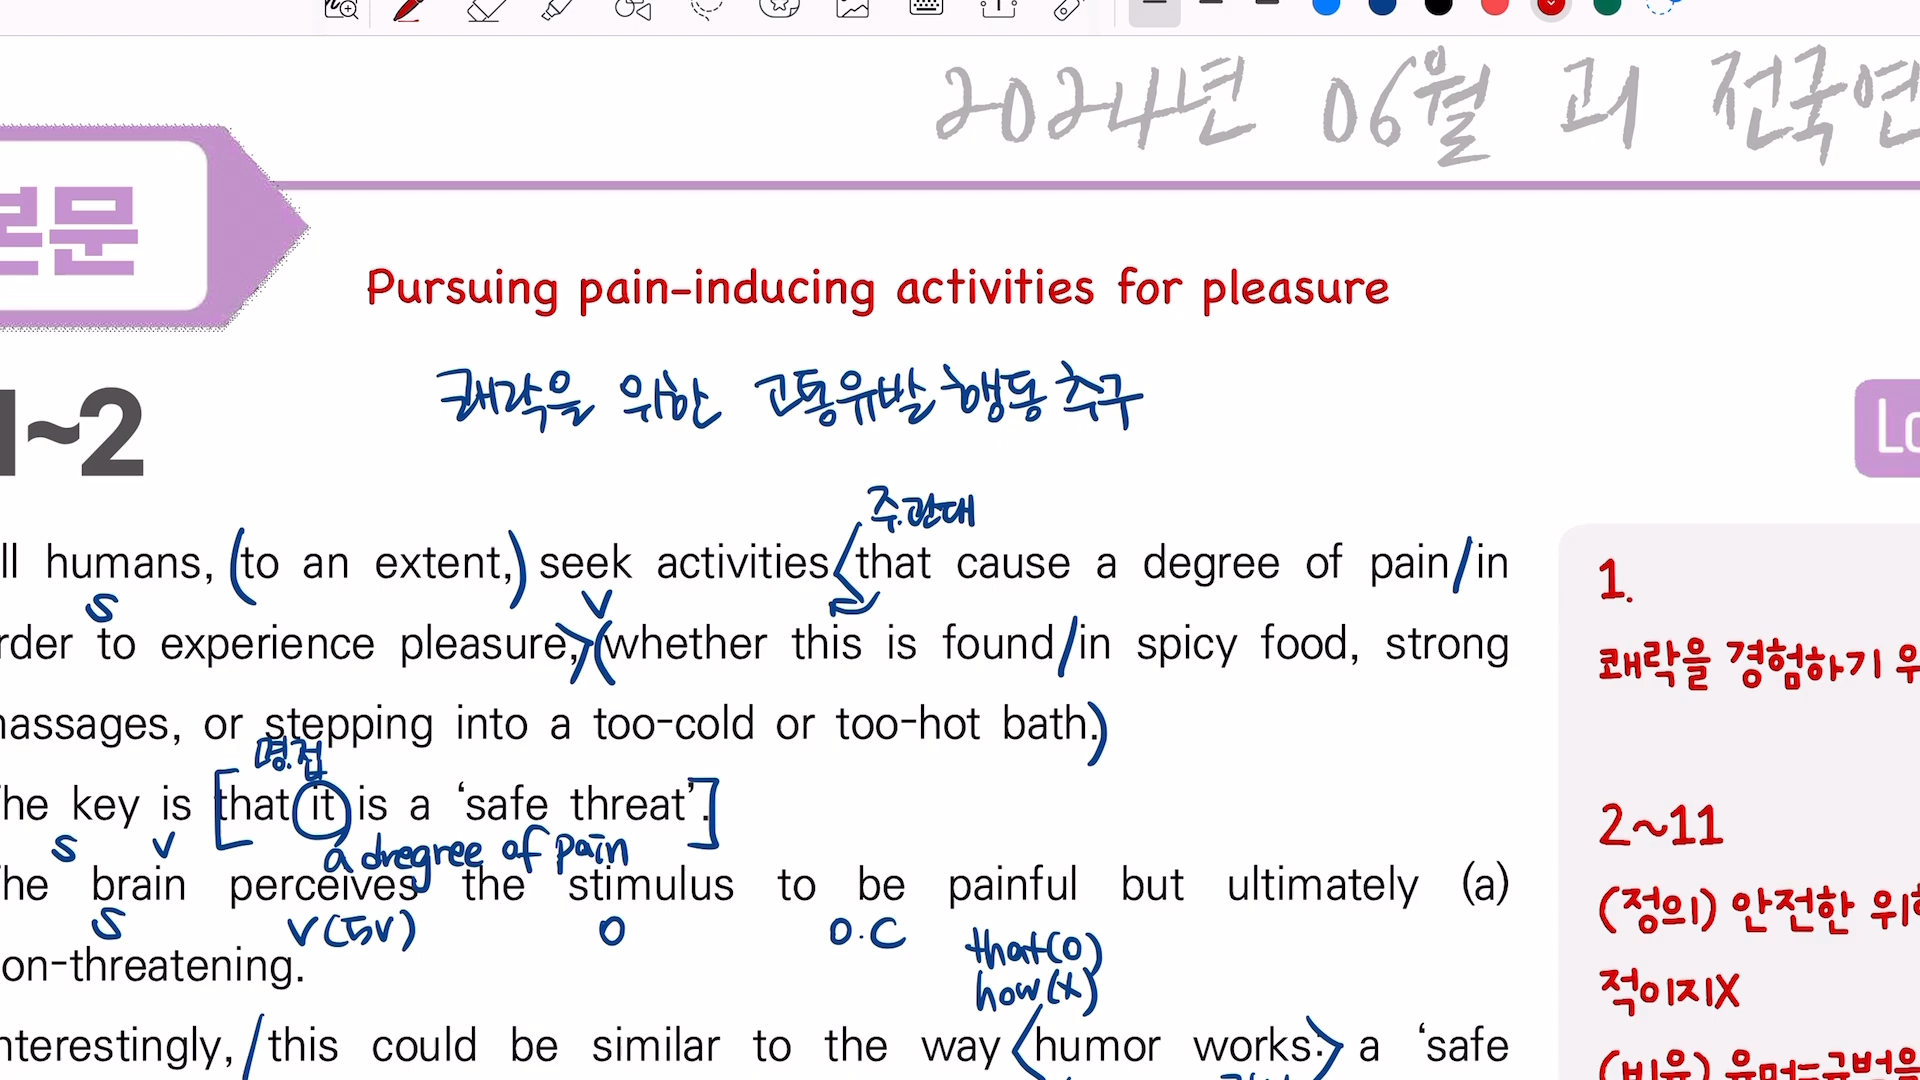 2024년 06월 고1 전국연
본문
Pursuing pain-inducing activities for pleasure
쾌락을 위한 고통유발 행동 추구
1~2
주.관대
ll humans, (to an extent,) seek activities <that cause a degree of pain / in
S V
rder to experience pleasure,> (whether this is found / in spicy food, strong
massages, or stepping into a too-cold or too-hot bath.)
명.접
he key is [that it is a ‘safe threat’.]
S V a dregree of pain
he brain perceives the stimulus to be painful but ultimately (a)
S V(5V) O O.C
on-threatening.
that(O)
how(X)
nterestingly, / this could be similar to the way <humor works:> a ‘safe
1.
쾌락을 경험하기 위
2~11
(정의) 안전한 위
적이지X